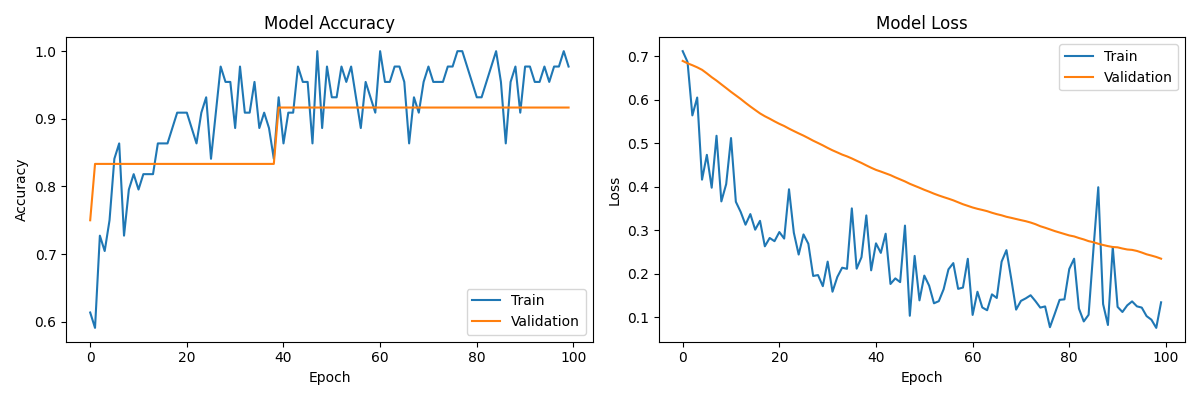 Model Accuracy
Accuracy
1.0
0.9
0.8
0.7
0.6
Train
Validation
0 20 40 60 80 100
Epoch
Model Loss
Loss
0.7
0.6
0.5
0.4
0.3
0.2
0.1
Train
Validation
0 20 40 60 80 100
Epoch